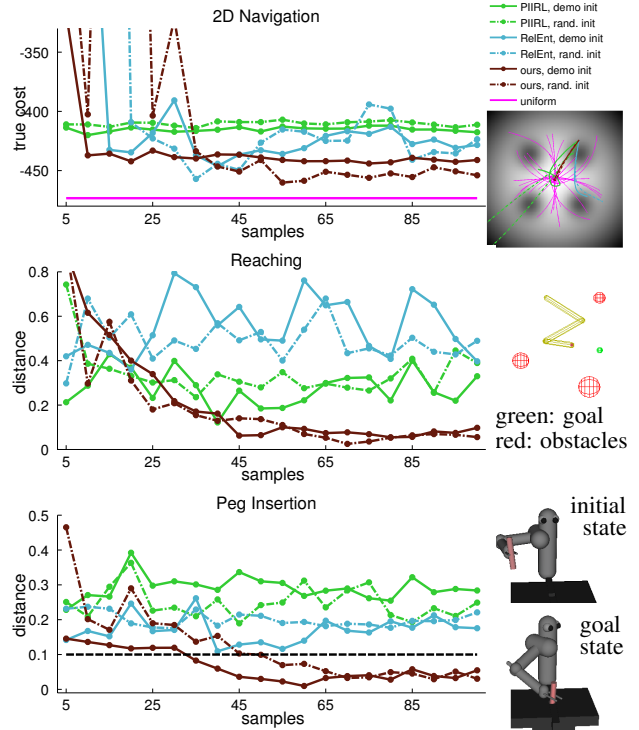 2D Navigation
-350
-400
-450
true cost
5
25
45
65
85
samples
PIIRL, demo init
PIIRL, rand. init
RelEnt, demo init
RelEnt, rand. init
ours, demo init
ours, rand. init
uniform
Reaching
0.8
0.6
0.4
0.2
0
distance
5
25
45
65
85
samples
green: goal
red: obstacles
Peg Insertion
0.5
0.4
0.3
0.2
0.1
0
distance
5
25
45
65
85
samples
initial
state
goal
state